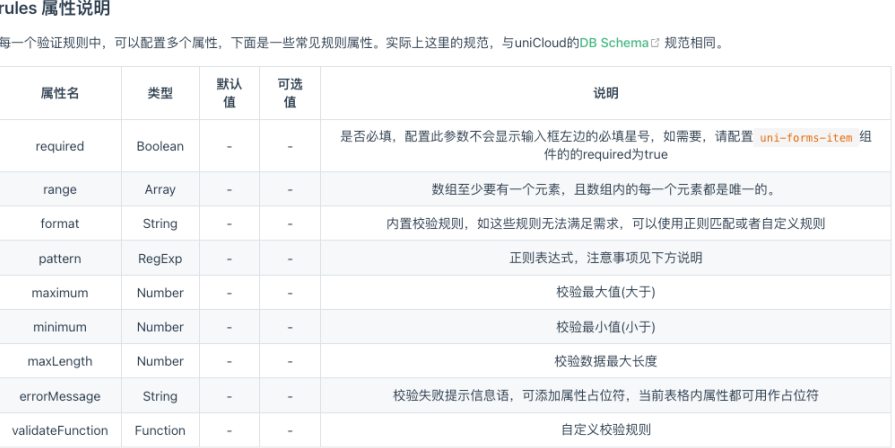 rules 属性说明
每一个验证规则中，可以配置多个属性，下面是一些常见规则属性。实际上这里的规范，与uniCloud的DB Schema 规范相同。
属性名 类型 默认值 可选值 说明
required Boolean - - 是否必填，配置此参数不会显示输入框左边的必填星号，如需要，请配置 uni-forms-item 组
件的的required为true
range Array - - 数组至少要有一个元素，且数组内的每一个元素都是唯一的。
format String - - 内置校验规则，如这些规则无法满足需求，可以使用正则匹配或者自定义规则
pattern RegExp - - 正则表达式，注意事项见下方说明
maximum Number - - 校验最大值(大于)
minimum Number - - 校验最小值(小于)
maxLength Number - - 校验数据最大长度
errorMessage String - - 校验失败提示信息语，可添加属性占位符，当前表格内属性都可用作占位符
validateFunction Function - - 自定义校验规则